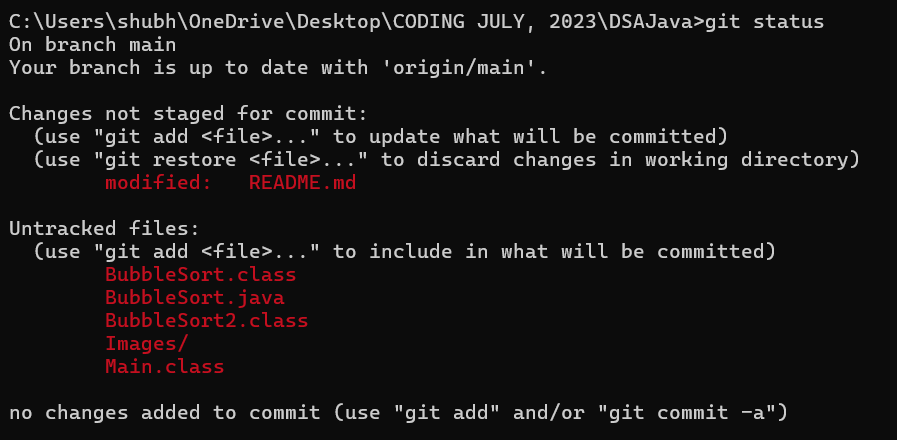 C:\Users\shubh\OneDrive\Desktop\CODING JULY, 2023\DSAJava>git status
On branch main
Your branch is up to date with 'origin/main'.

Changes not staged for commit:
  (use "git add <file>..." to update what will be committed)
  (use "git restore <file>..." to discard changes in working directory)
        modified:   README.md

Untracked files:
  (use "git add <file>..." to include in what will be committed)
        BubbleSort.class
        BubbleSort.java
        BubbleSort2.class
        Images/
        Main.class

no changes added to commit (use "git add" and/or "git commit -a")